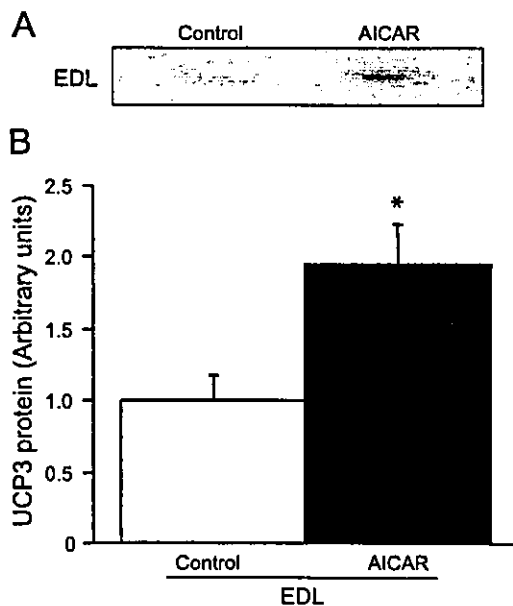 A
Control AICAR
EDL
B
UCP3 protein (Arbitrary units)
2.5
2.0
1.5
1.0
0.5
0
*
Control AICAR
EDL